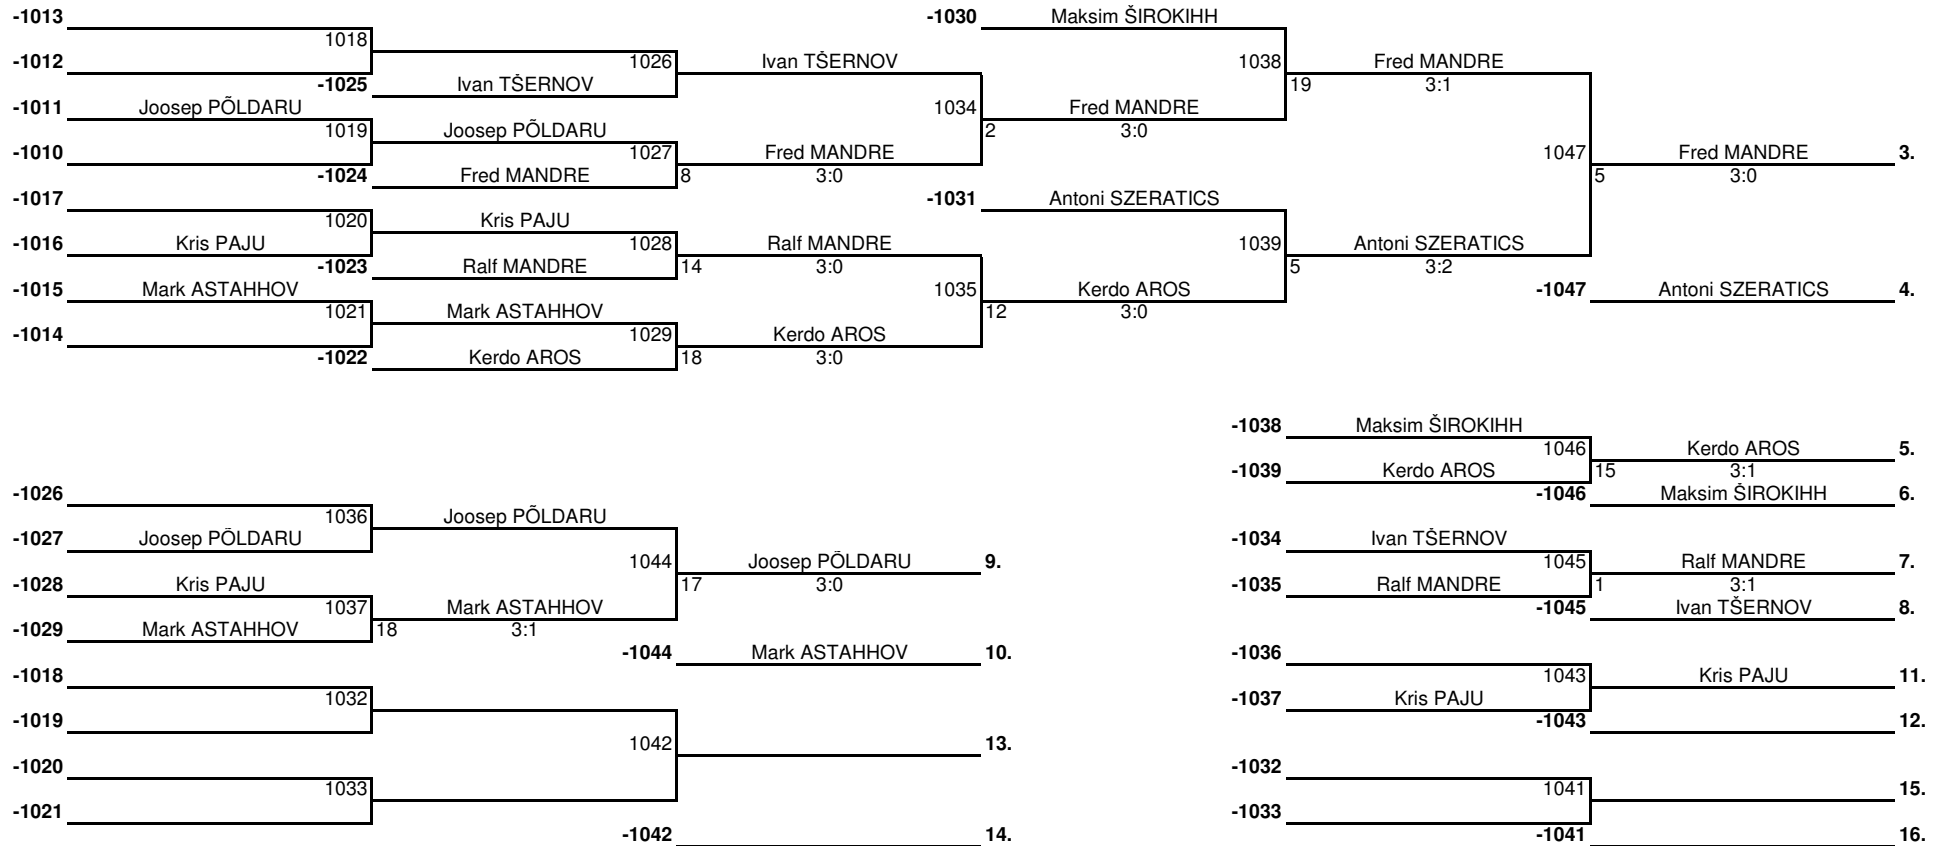 -1013 -1030 Maksim ŠIROKIHH
1018
-1012 1026 Ivan TŠERNOV 1038 Fred MANDRE
-1025 Ivan TŠERNOV 19 3:1
-1011 Joosep PÕLDARU 1034 Fred MANDRE
1019 Joosep PÕLDARU 2 3:0
-1010 1027 Fred MANDRE 1047 Fred MANDRE 3.
-1024 Fred MANDRE 8 3:0 5 3:0
-1017 -1031 Antoni SZERATICS
1020 Kris PAJU
-1016 Kris PAJU 1028 Ralf MANDRE 1039 Antoni SZERATICS
-1023 Ralf MANDRE 14 3:0 5 3:2
-1015 Mark ASTAHHOV 1035 Kerdo AROS -1047 Antoni SZERATICS 4.
1021 Mark ASTAHHOV 12 3:0
-1014 1029 Kerdo AROS
-1022 Kerdo AROS 18 3:0
-1038 Maksim ŠIROKIHH
1046 Kerdo AROS 5.
-1039 Kerdo AROS 15 3:1
-1026 -1046 Maksim ŠIROKIHH 6.
1036 Joosep PÕLDARU
-1027 Joosep PÕLDARU -1034 Ivan TŠERNOV
1044 Joosep PÕLDARU 9. 1045 Ralf MANDRE 7.
-1028 Kris PAJU 17 3:0 -1035 Ralf MANDRE 1 3:1
1037 Mark ASTAHHOV -1045 Ivan TŠERNOV 8.
-1029 Mark ASTAHHOV 18 3:1
-1044 Mark ASTAHHOV 10. -1036
-1018 1043 Kris PAJU 11.
1032 -1037 Kris PAJU
-1019 -1043 12.
1042 13.
-1020 -1032
1033 1041 15.
-1021 -1033
-1042 14. -1041 16.